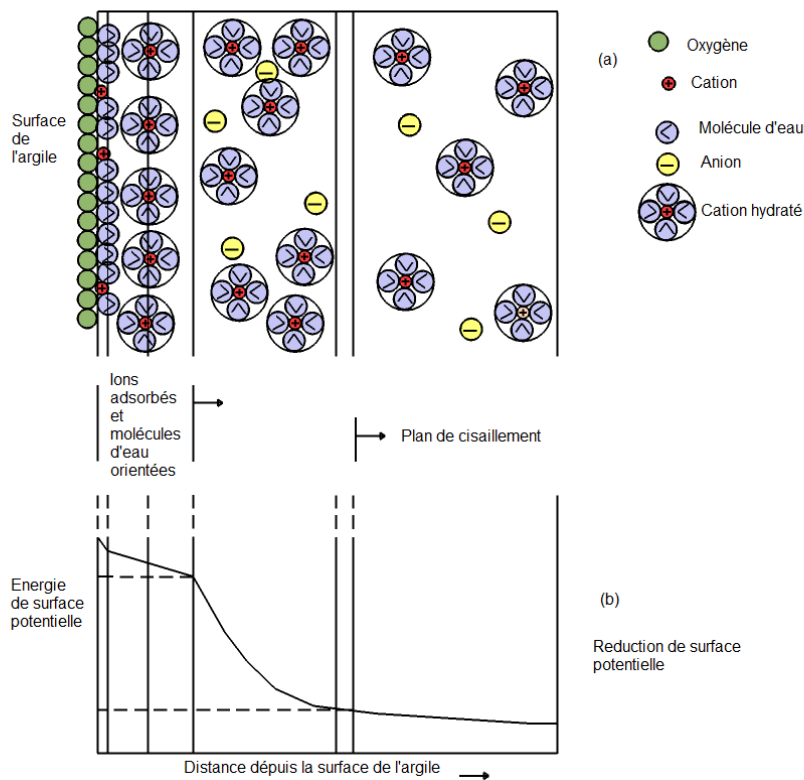 (a)
Oxygène
Cation
Molécule d'eau
Anion
Cation hydraté
Surface
de
l'argile
Ions
adsorbés
et
molécules
d'eau
orientées
Plan de cisaillement
Energie
de surface
potentielle
(b)
Reduction de surface
potentielle
Distance dépuis la surface de l'argile